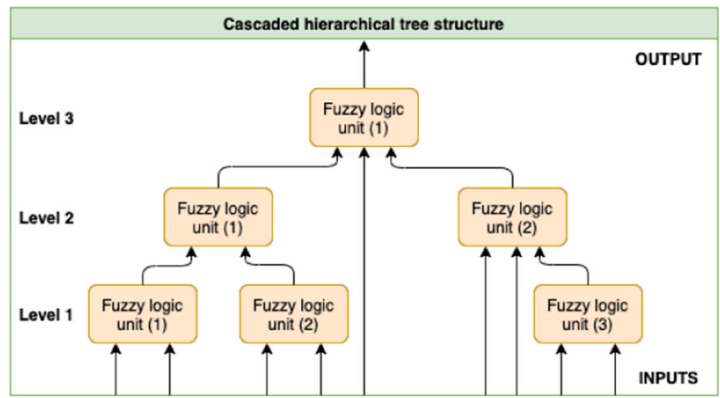 Cascaded hierarchical tree structure
OUTPUT
Level 3
Fuzzy logic
unit (1)
Level 2
Fuzzy logic
unit (1)
Fuzzy logic
unit (2)
Level 1
Fuzzy logic
unit (1)
Fuzzy logic
unit (2)
Fuzzy logic
unit (3)
INPUTS